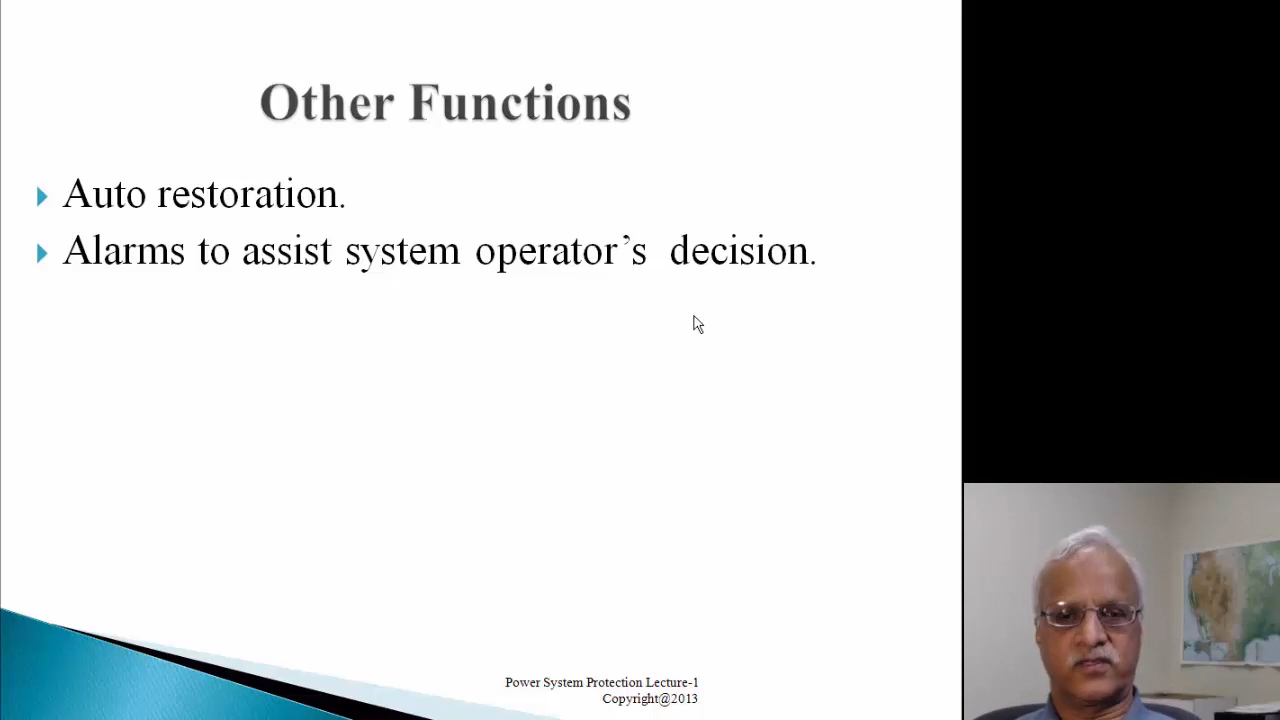 Other Functions
Auto restoration.
Alarms to assist system operator’s decision.
Power System Protection Lecture-1
Copyright@2013